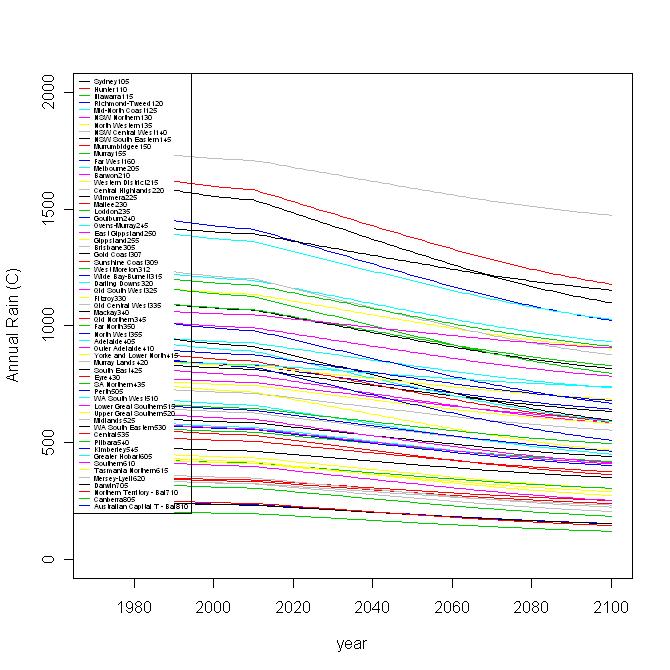 2000
1500
1000
500
0
Annual Rain (C)
Sydney105
Hunter110
Illawarra115
Richmond-Tweed120
Mid-North Coast125
NSW Northern130
North Western135
NSW Central West140
NSW South Eastern145
Murrumbidgee150
Murray155
Far West160
Melbourne205
Barwon210
Western District215
Central Highlands220
Wimmera225
Mallee230
Loddon235
Goulburn240
Ovens-Murray245
East Gippsland250
Gippsland255
Brisbane305
Gold Coast307
Sunshine Coast309
West Moreton312
Wide Bay-Burnett315
Darling Downs320
Qld South West325
Fitzroy330
Qld Central West335
Mackay340
Qld Northern345
Far North350
North West355
Adelaide405
Outer Adelaide410
Yorke and Lower North415
Murray Lands420
South East425
Eyre430
SA Northern435
Perth505
WA South West510
Lower Great Southern515
Upper Great Southern520
Midlands525
WA South Eastern530
Central535
Pilbara540
Kimberley545
Greater Hobart605
Southern610
Tasmania Northern615
Mersey-Lyell620
Darwin705
Northern Territory - Bal710
Canberra805
Australian Capital T - Bal810
1980 2000 2020 2040 2060 2080 2100
year